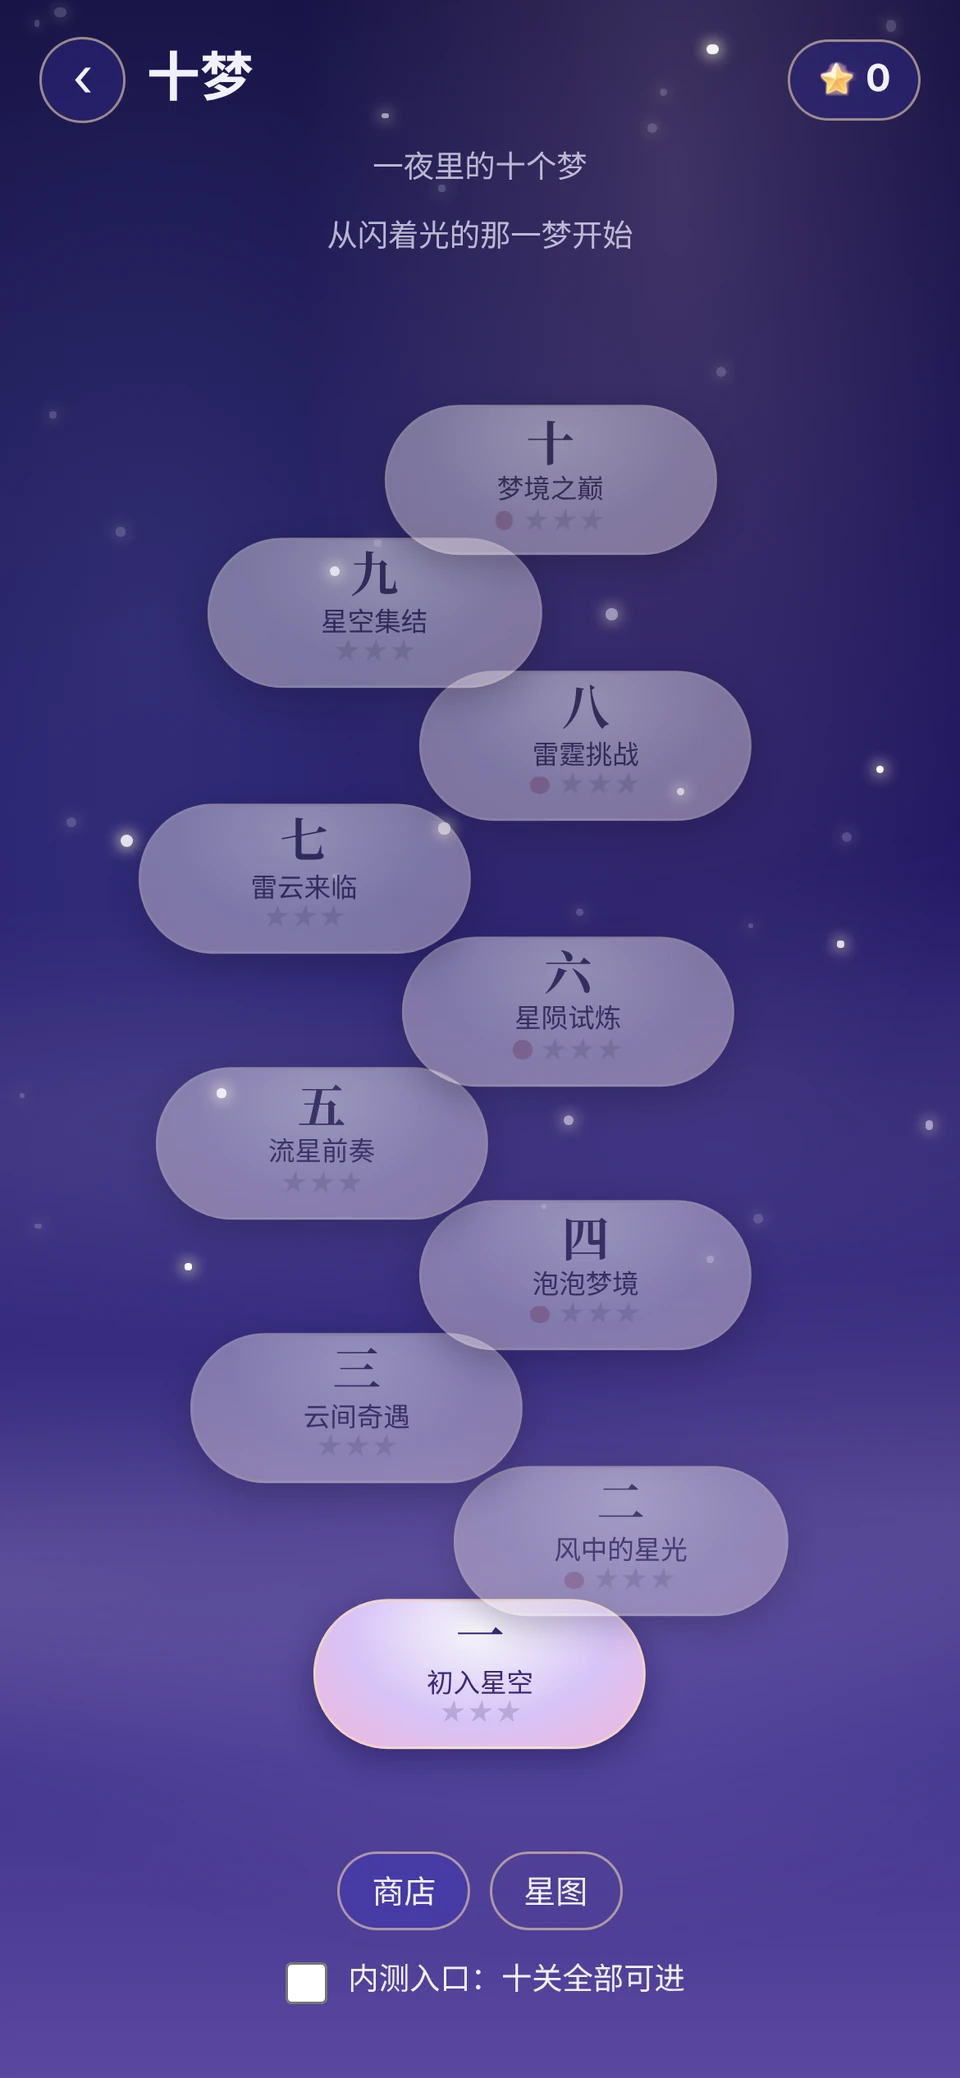 十梦
0
一夜里的十个梦
从闪着光的那一梦开始
十
梦境之巅
★★★
九
星空集结
★★★
八
雷霆挑战
★★★
七
雷云来临
★★★
六
星陨试炼
★★★
五
流星前奏
★★★
四
泡泡梦境
★★★
三
云间奇遇
★★★
二
风中的星光
★★★
一
初入星空
★★★
商店 星图
内测入口：十关全部可进